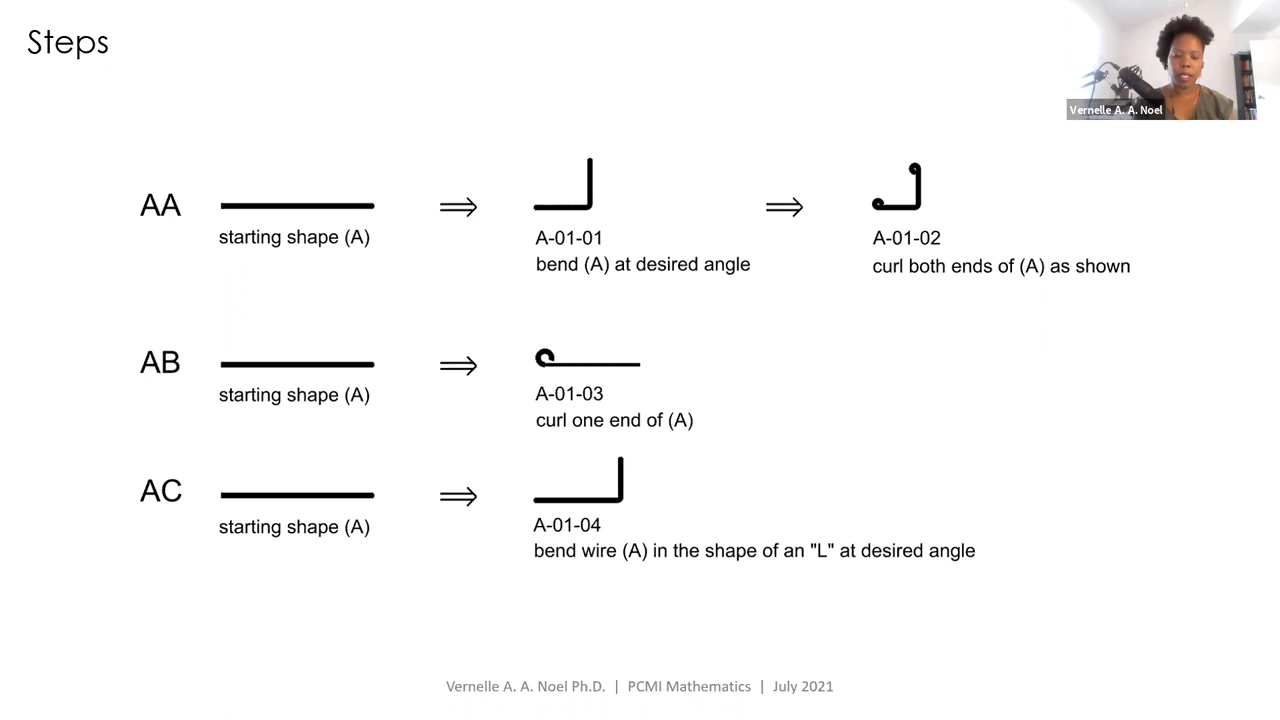 Steps
Vernelle A. A. Noel
AA
starting shape (A)
A-01-01
bend (A) at desired angle
A-01-02
curl both ends of (A) as shown
AB
starting shape (A)
A-01-03
curl one end of (A)
AC
starting shape (A)
A-01-04
bend wire (A) in the shape of an "L" at desired angle
Vernelle A. A. Noel Ph.D. | PCMI Mathematics | July 2021